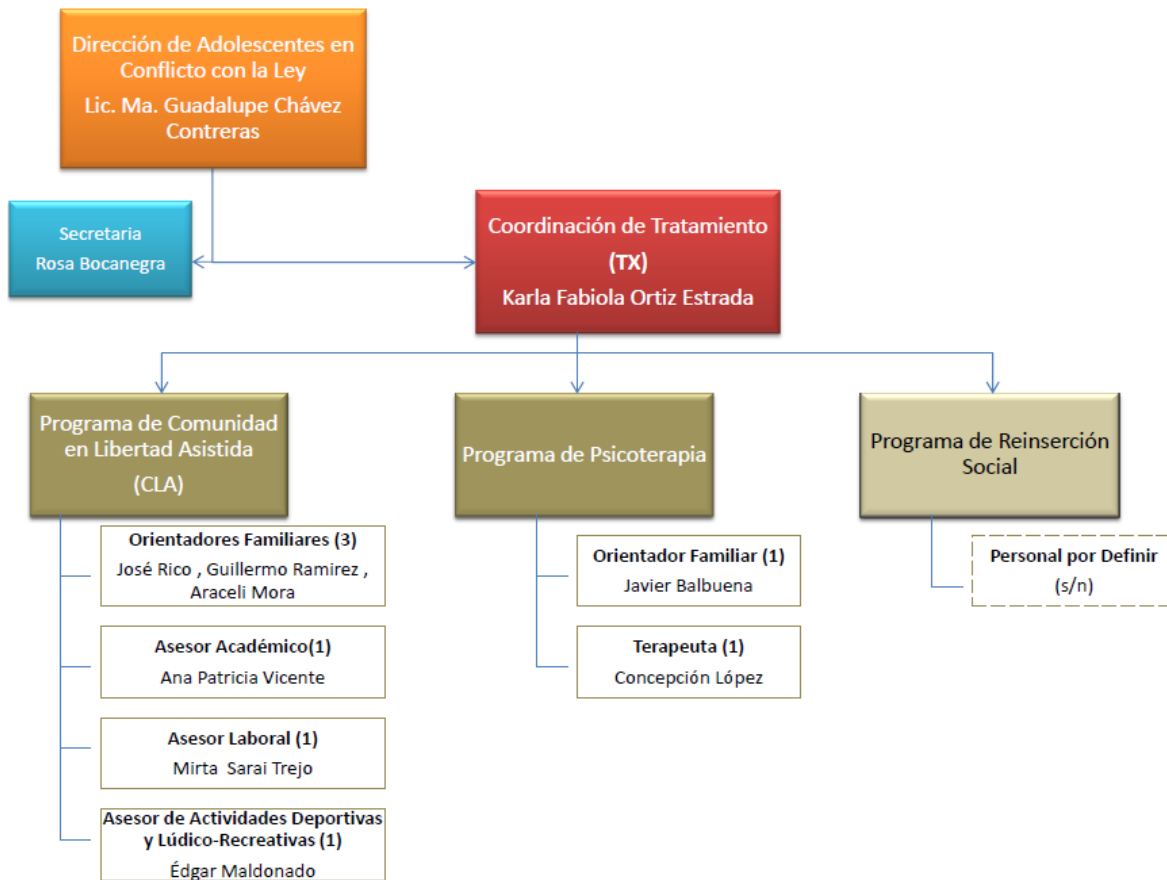 Dirección de Adolescentes en
Conflicto con la Ley
Lic. Ma. Guadalupe Chávez
Contreras
Secretaria
Rosa Bocanegra
Coordinación de Tratamiento
(TX)
Karla Fabiola Ortiz Estrada
Programa de Comunidad
en Libertad Asistida
(CLA)
Orientadores Familiares (3)
José Rico , Guillermo Ramirez ,
Araceli Mora
Asesor Académico(1)
Ana Patricia Vicente
Asesor Laboral (1)
Mirta Sarai Trejo
Asesor de Actividades Deportivas
y Lúdico-Recreativas (1)
Édgar Maldonado
Programa de Psicoterapia
Orientador Familiar (1)
Javier Balbuena
Terapeuta (1)
Concepción López
Programa de Reinserción
Social
Personal por Definir
(s/n)